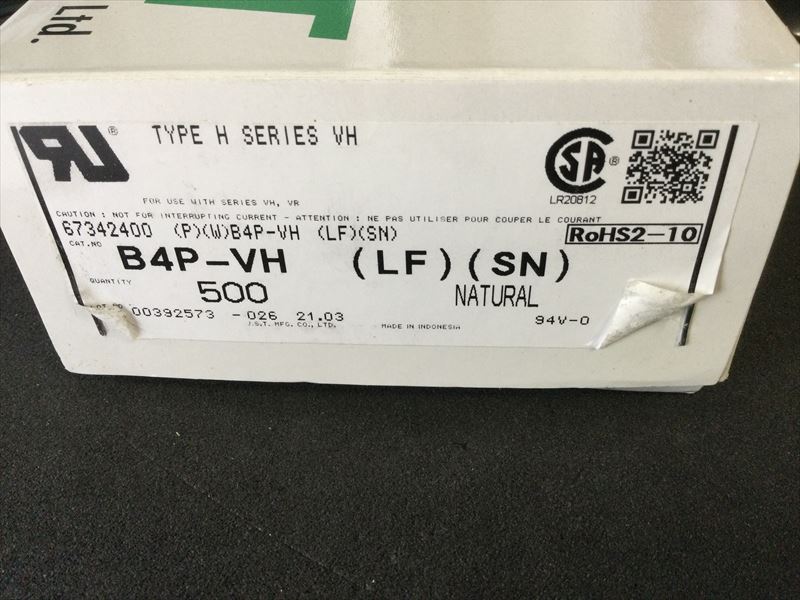 Ltd.
T
RU ®
TYPE H SERIES VH
CSA ®
LR20812
FOR USE WITH SERIES VH, VR
CAUTION : NOT FOR INTERRUPTING CURRENT - ATTENTION : NE PAS UTILISER POUR COUPER LE COURANT
67342400 (P)(W)B4P-VH (LF)(SN)
RoHS2-10
CAT.NO
B4P-VH (LF)(SN)
QUANTITY
500 NATURAL
00392573 -026 21.03
94V-0
J.S.T. MFG. CO., LTD. MADE IN INDONESIA